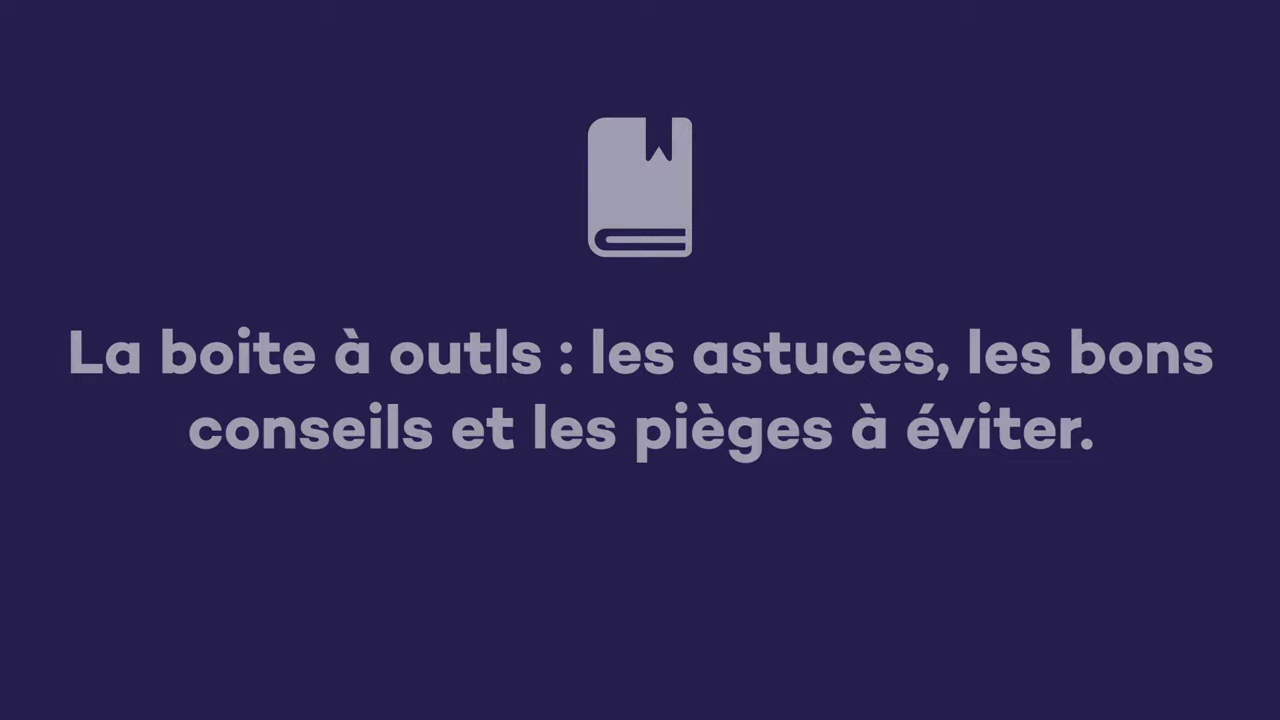 La boite à outls : les astuces, les bons
conseils et les pièges à éviter.